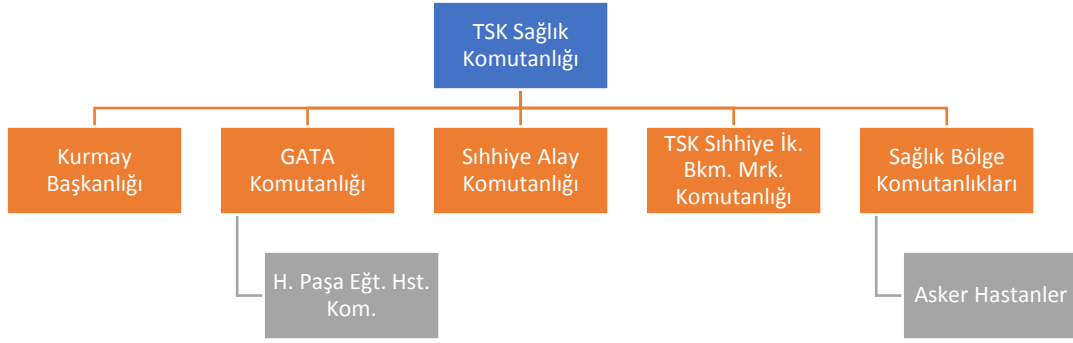 TSK Sağlık
Komutanlığı
Kurmay
Başkanlığı
GATA
Komutanlığı
Sıhhiye Alay
Komutanlığı
TSK Sıhhiye İk.
Bkm. Mrk.
Komutanlığı
Sağlık Bölge
Komutanlıkları
H. Paşa Eğt. Hst.
Kom.
Asker Hastanler